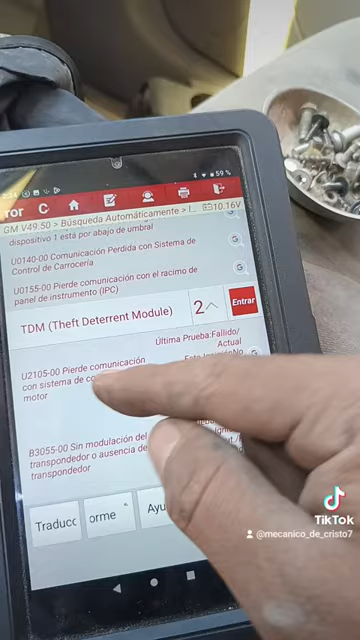 59%
GM V49.50 > Búsqueda Automáticamente > I...
10.16V
dispositivo 1 esta por abajo de umbral
U0140-00 Comunicación Perdida con Sistema de
Control de Carrocería
U0155-00 Pierde comunicación con el racimo de
panel de instrumento (IPC)
TDM (Theft Deterrent Module)
2
Entrar
U2105-00 Pierde comunicación
con sistema de co
motor
Última Prueba:Fallido/
Actual
B3055-00 Sin modulación del
transpondedor o ausencia de
transpondedor
Traducc
orme
Ayu
TikTok
@mecanico_de_cristo7